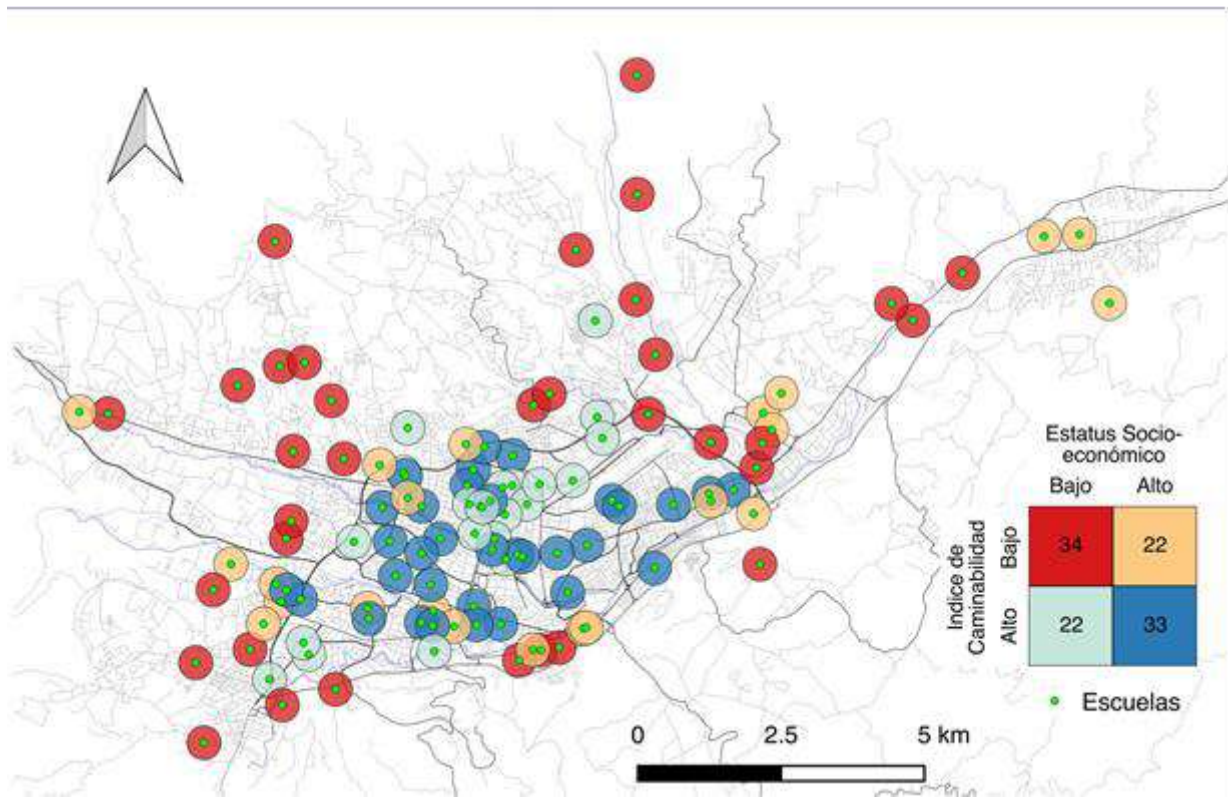 Estatus Socio-
económico
Bajo Alto
Indice de
Caminabilidad
Bajo
Alto
34 22
22 33
Escuelas
0 2.5 5 km